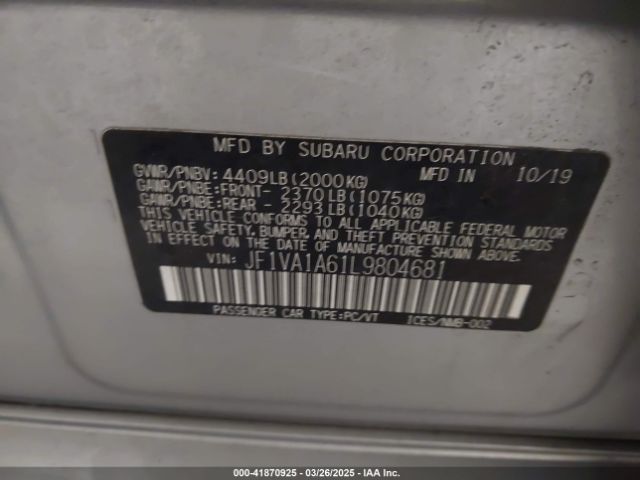 MFD BY SUBARU CORPORATION
GVWR/PNBV: 4409LB(2000KG) MFD IN 10/19
GAWR/PNBE:FRONT- 2370LB(1075KG)
GAWR/PNBE:REAR - 2293LB(1040KG)
THIS VEHICLE CONFORMS TO ALL APPLICABLE FEDERAL MOTOR
VEHICLE SAFETY, BUMPER, AND THEFT PREVENTION STANDARDS
IN EFFECT ON THE DATE OF MANUFACTURE SHOWN ABOVE.
VIN: JF1VA1A61L9804681
PASSENGER CAR TYPE:PC/VT ICES/NMB-002
000-41870925 - 03/26/2025 - IAA Inc.